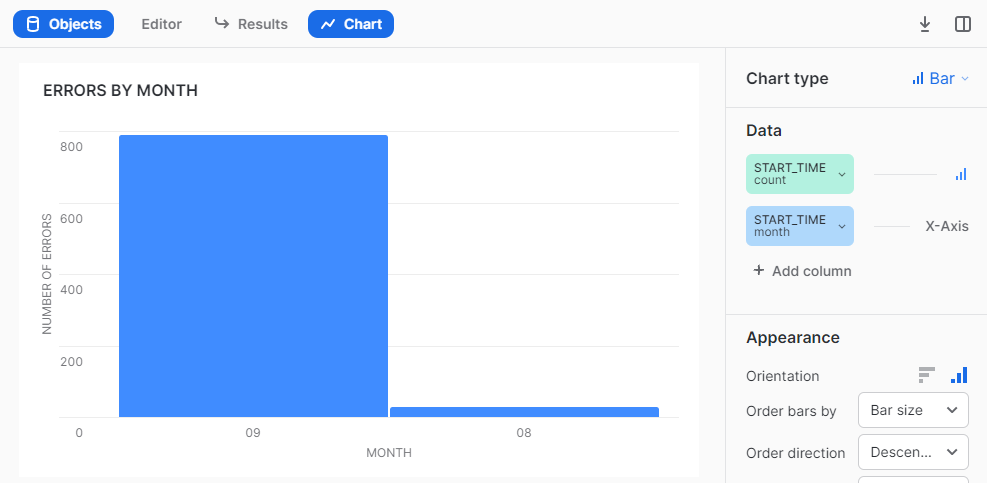 Objects Editor Results Chart
ERRORS BY MONTH
800
600
400
200
0
NUMBER OF ERRORS
09 08
MONTH
Chart type Bar
Data
START_TIME
count
START_TIME
month
X-Axis
+ Add column
Appearance
Orientation
Order bars by Bar size
Order direction Descen...